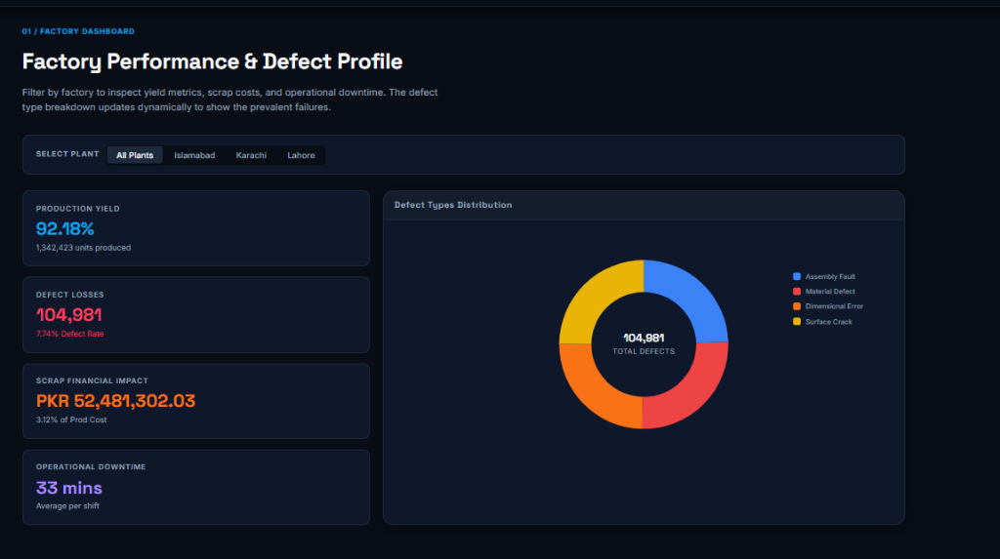 01 / FACTORY DASHBOARD
Factory Performance & Defect Profile
Filter by factory to inspect yield metrics, scrap costs, and operational downtime. The defect
type breakdown updates dynamically to show the prevalent failures.
SELECT PLANT All Plants Islamabad Karachi Lahore
PRODUCTION YIELD
92.18%
1,342,423 units produced
DEFECT LOSSES
104,981
7.74% Defect Rate
SCRAP FINANCIAL IMPACT
PKR 52,481,302.03
3.12% of Prod Cost
OPERATIONAL DOWNTIME
33 mins
Average per shift
Defect Types Distribution
104,981
TOTAL DEFECTS
Assembly Fault
Material Defect
Dimensional Error
Surface Crack